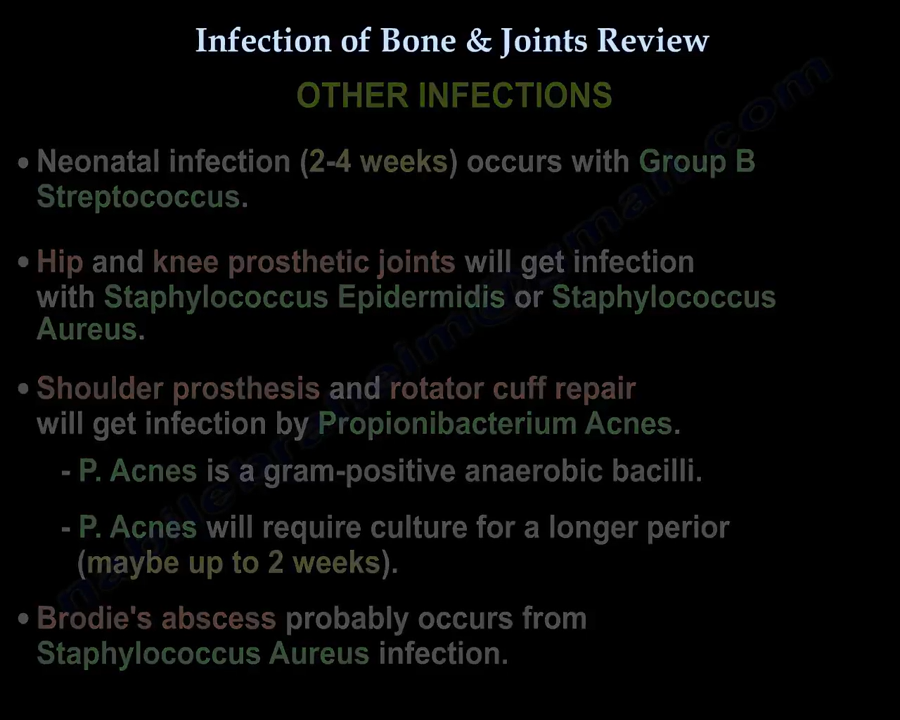 Infection of Bone & Joints Review
OTHER INFECTIONS
• Neonatal infection (2-4 weeks) occurs with Group B
Streptococcus.
• Hip and knee prosthetic joints will get infection
with Staphylococcus Epidermidis or Staphylococcus
Aureus.
• Shoulder prosthesis and rotator cuff repair
will get infection by Propionibacterium Acnes.
- P. Acnes is a gram-positive anaerobic bacilli.
- P. Acnes will require culture for a longer perior
(maybe up to 2 weeks).
• Brodie's abscess probably occurs from
Staphylococcus Aureus infection.